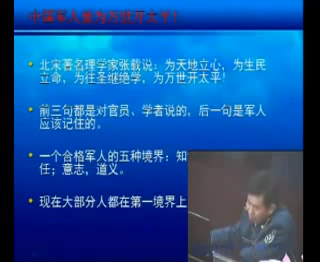 中国军人要为万世开太平！
北宋著名理学家张载说：为天地立心，为生民
立命，为往圣继绝学，为万世开太平！
前三句都是对官员、学者说的，后一句是军人
应该记住的。
一个合格军人的五种境界：知
任；意志，道义。
现在大部分人都在第一境界上